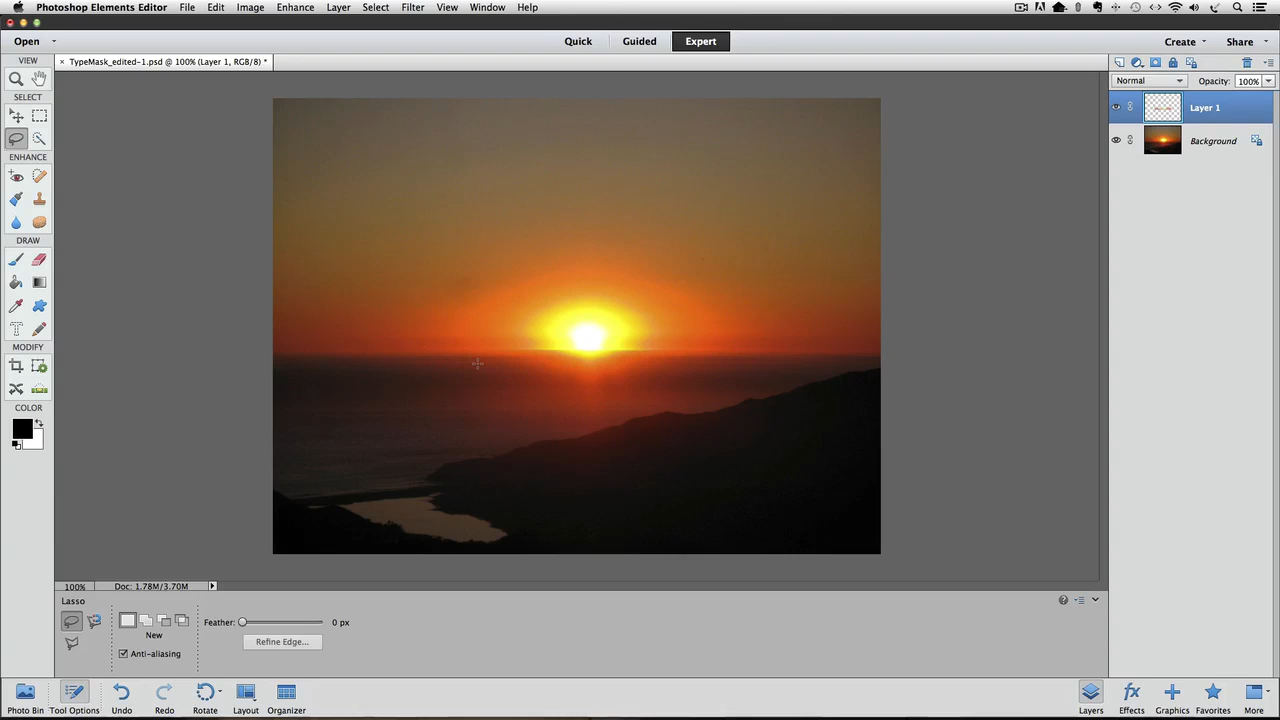 Photoshop Elements Editor File Edit Image Enhance Layer Select Filter View Window Help
Open Quick Guided Expert Create Share
VIEW × TypeMask_edited-1.psd @ 100% (Layer 1, RGB/8) *
Normal Opacity: 100%
SELECT
Layer 1
Background
ENHANCE
DRAW
T
MODIFY
COLOR
100% Doc: 1.78M/3.70M
Lasso
Feather: 0 px
New
Refine Edge...
Anti-aliasing
Photo Bin Tool Options Undo Redo Rotate Layout Organizer Layers Effects Graphics Favorites More